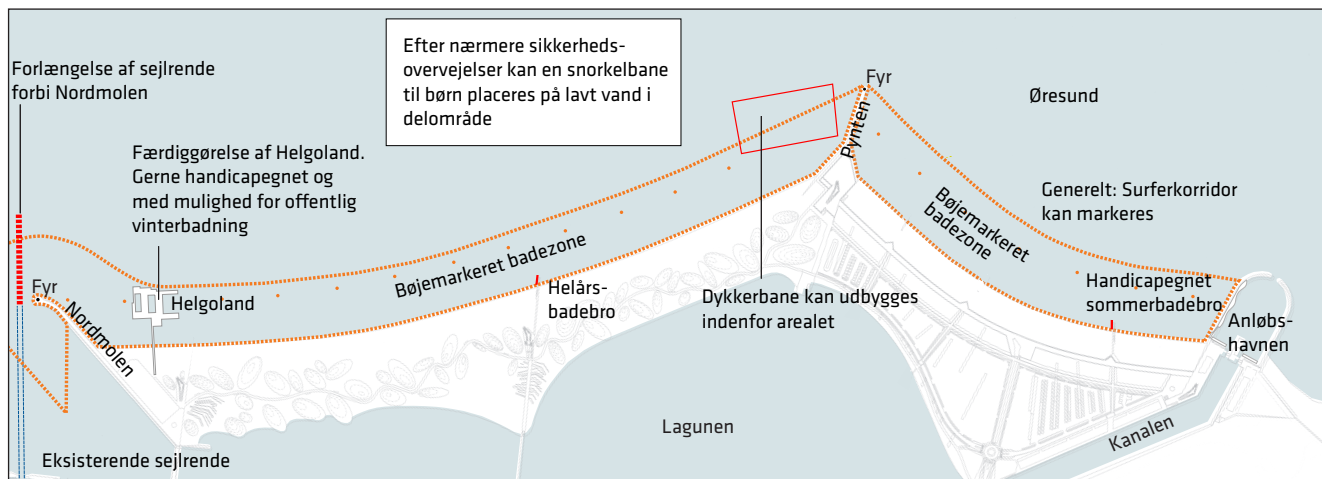 Forlængelse af sejlrende
forbi Nordmolen
Efter nærmere sikkerheds-
overvejelser kan en snorkelbane
til børn placeres på lavt vand i
delområde
Fyr
Øresund
Pynten
Færdiggørelse af Helgoland.
Gerne handicapegnet og
med mulighed for offentlig
vinterbadning
Generelt: Surferkorridor
kan markeres
Bøjemarkeret
badezone
Bøjemarkeret badezone
Fyr
Nordmolen
Helgoland
Helårs-
badebro
Dykkerbane kan udbygges
indenfor arealet
Handicapegnet
sommerbadebro
Anløbs-
havnen
Lagunen
Kanalen
Eksisterende sejlrende